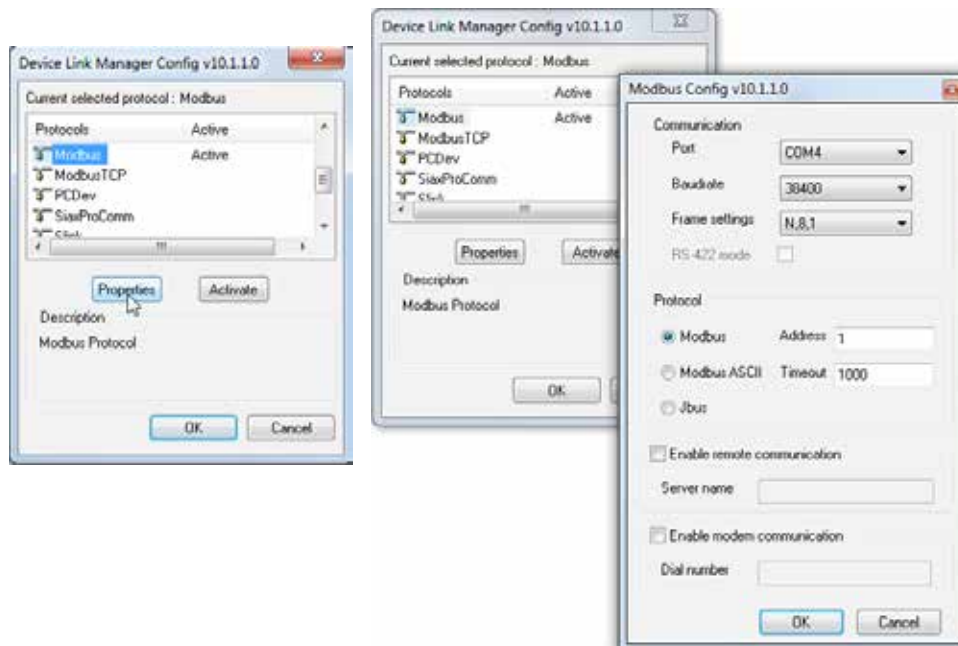 Device Link Manager Config v10.1.1.0
Current selected protocol : Modbus
Protocols Active
Modbus Active
ModbusTCP
PCDev
SiaxProComm
Slink
Properties Activate
Description
Modbus Protocol
OK Cancel
Device Link Manager Config v10.1.1.0
Current selected protocol : Modbus
Protocols Active
Modbus Active
ModbusTCP
PCDev
SiaxProComm
Slink
Properties Activate
Description
Modbus Protocol
OK
Modbus Config v10.1.1.0
Communication
Port COM4
Baudrate 38400
Frame settings N,8,1
RS-422 mode
Protocol
Modbus Address 1
Modbus ASCII Timeout 1000
Jbus
Enable remote communication
Server name
Enable modem communication
Dial number
OK Cancel